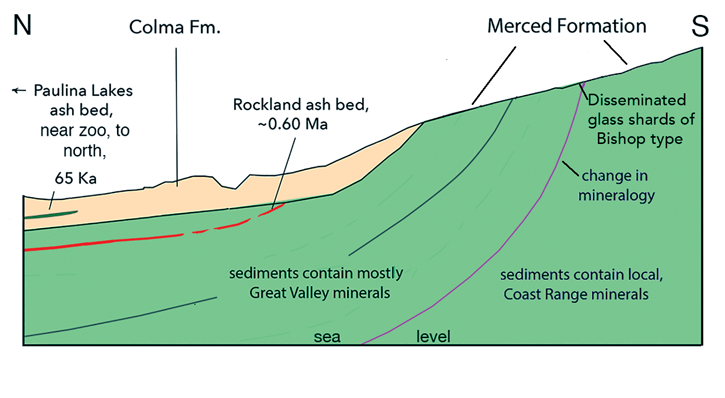 N
S
Colma Fm.
Merced Formation
← Paulina Lakes
ash bed,
near zoo, to
north,
65 Ka
Rockland ash bed,
~0.60 Ma
Disseminated
glass shards of
Bishop type
change in
mineralogy
sediments contain mostly
Great Valley minerals
sediments contain local,
Coast Range minerals
sea level